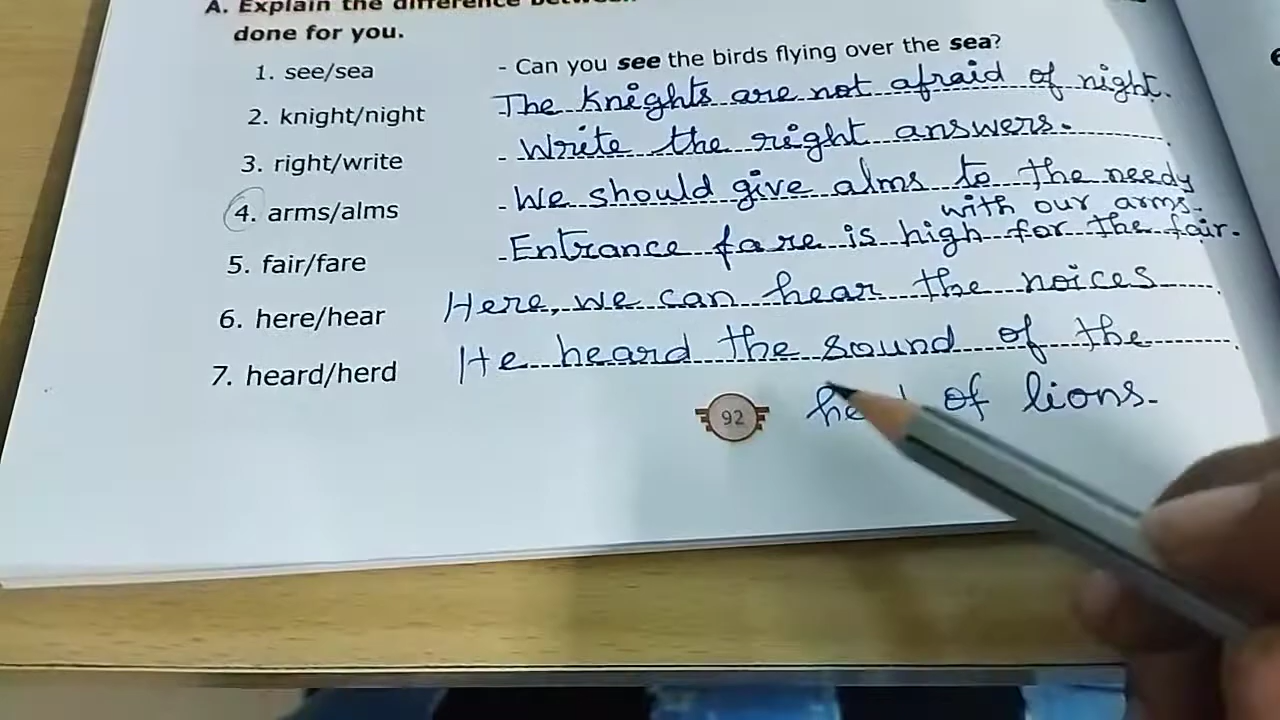 A. Explain the difference between
done for you.
1. see/sea - Can you see the birds flying over the sea?
2. knight/night - The Knights are not afraid of night.
3. right/write - Write the right answers.
4. arms/alms - We should give alms to the needy
with our arms.
5. fair/fare - Entrance fare is high for the fair.
6. here/hear Here, we can hear the noices
7. heard/herd He heard the sound of the
of lions.
92